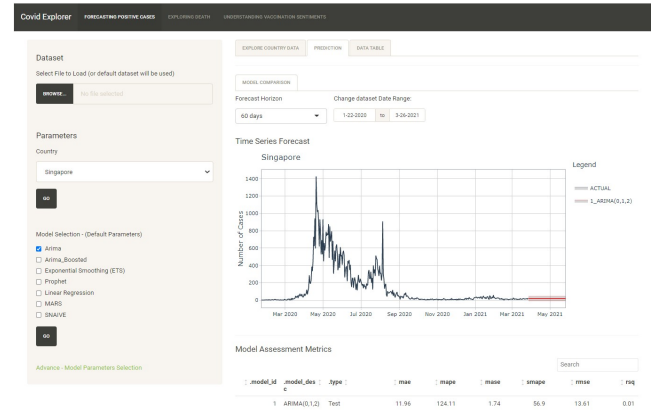 Covid Explorer FORECASTING POSITIVE CASES EXPLORING DEATH UNDERSTANDING VACCINATION SENTIMENTS
Dataset
Select File to Load (or default dataset will be used)
BROWSE... No file selected
Parameters
Country
Singapore
GO
Model Selection - (Default Parameters)
Arima
Arima_Boosted
Exponential Smoothing (ETS)
Prophet
Linear Regression
MARS
SNAIVE
GO
Advance - Model Parameters Selection
EXPLORE COUNTRY DATA PREDICTION DATA TABLE
MODEL COMPARISON
Forecast Horizon Change dataset Date Range:
60 days 1-22-2020 to 3-26-2021
Time Series Forecast
Singapore
Legend
ACTUAL
1_ARIMA(0,1,2)
Number of Cases
1400
1200
1000
800
600
400
200
0
Mar 2020 May 2020 Jul 2020 Sep 2020 Nov 2020 Jan 2021 Mar 2021 May 2021
Model Assessment Metrics
Search
.model_id .model_desc .type mae mape mase smape rmse rsq
1 ARIMA(0,1,2) Test 11.96 124.11 1.74 56.9 13.61 0.01